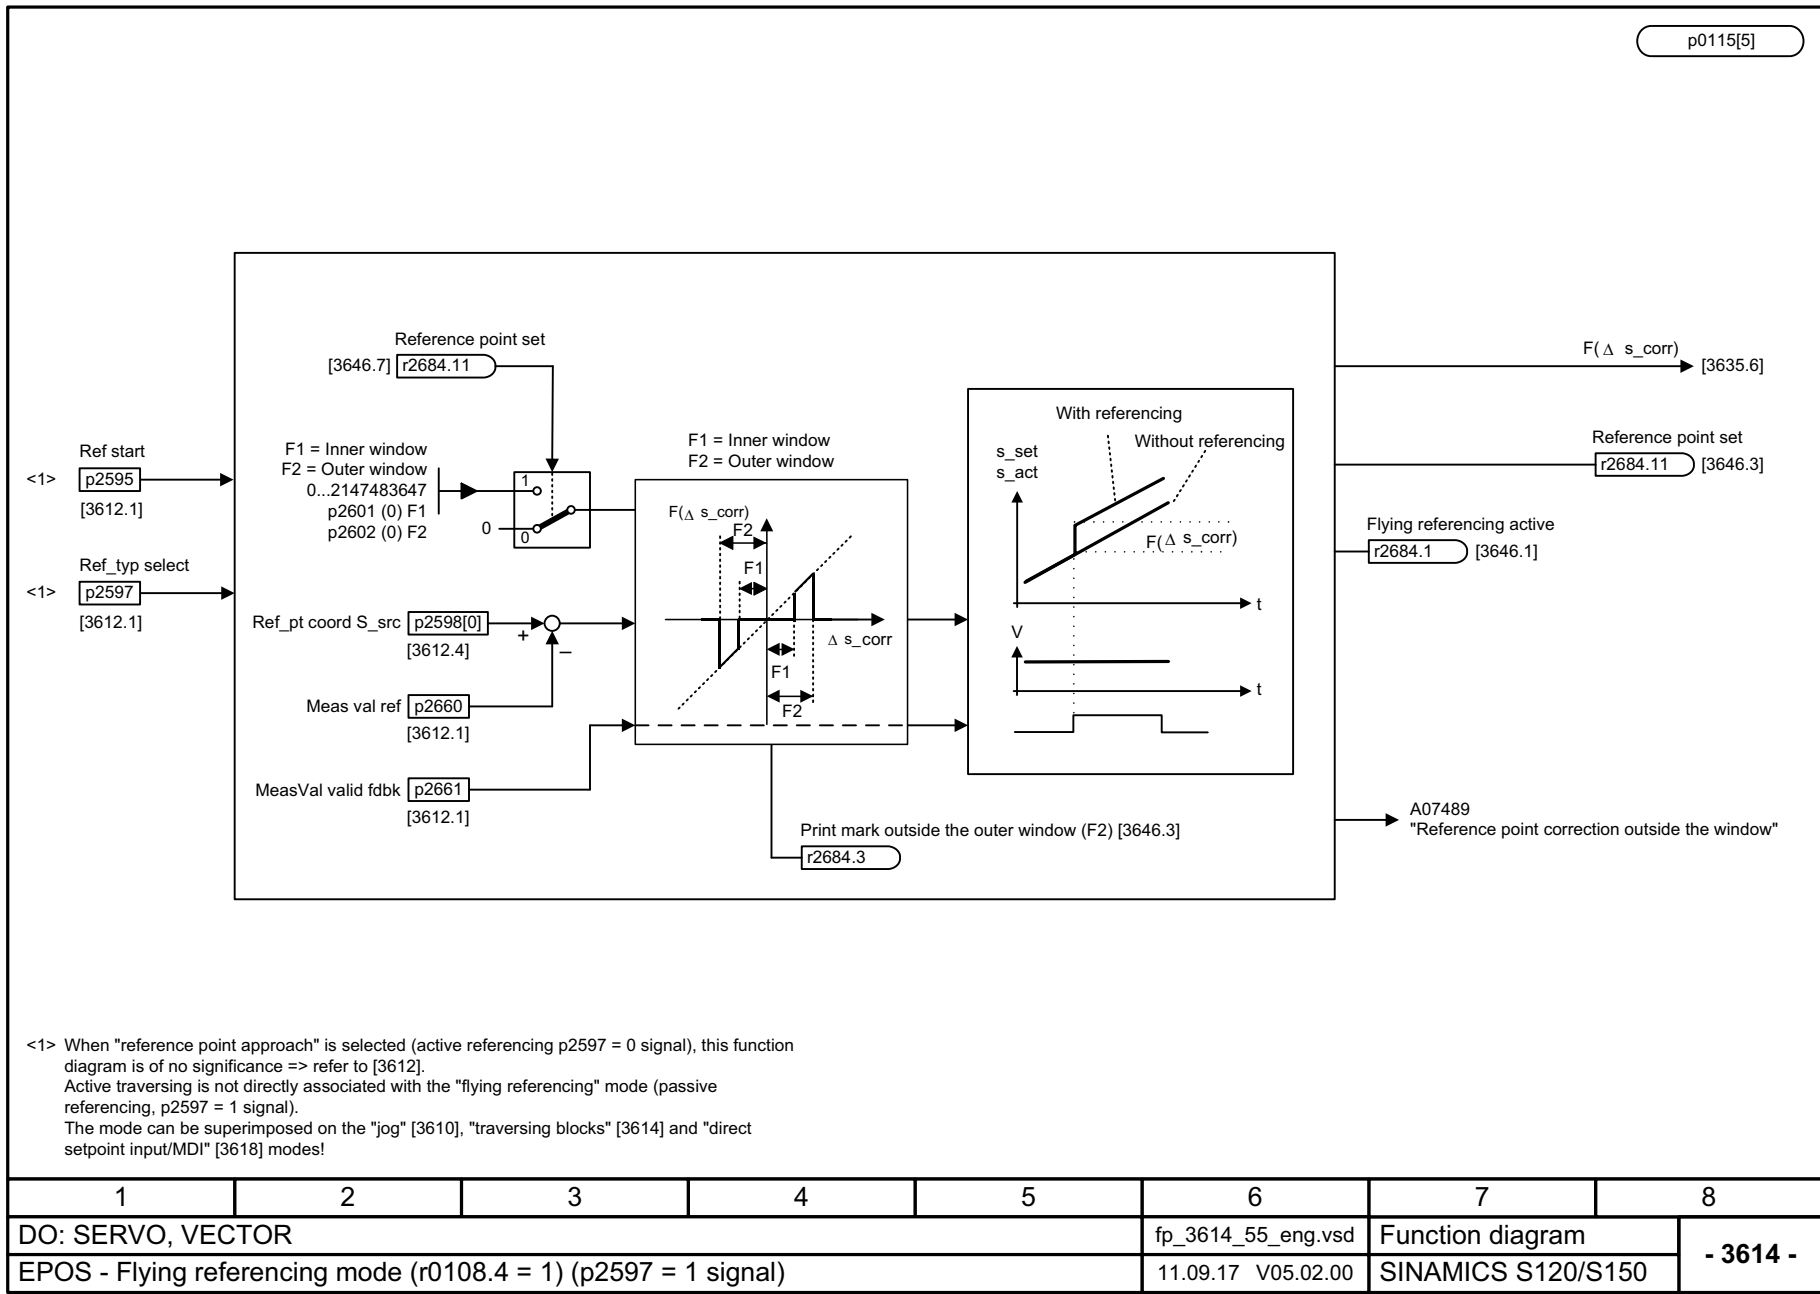 p0115[5]
Reference point set
[3646.7] r2684.11
F(Δ s_corr)
[3635.6]
With referencing
Without referencing
s_set
s_act
F(Δ s_corr)
t
V
t
Ref start
<1> p2595
[3612.1]
Ref_typ select
<1> p2597
[3612.1]
F1 = Inner window
F2 = Outer window
0...2147483647
p2601 (0) F1
p2602 (0) F2
1
0
0
F1 = Inner window
F2 = Outer window
F(Δ s_corr)
F2
F1
Δ s_corr
F1
F2
Ref_pt coord S_src p2598[0]
[3612.4]
+
–
Meas val ref p2660
[3612.1]
MeasVal valid fdbk p2661
[3612.1]
Print mark outside the outer window (F2) [3646.3]
r2684.3
Reference point set
r2684.11 [3646.3]
Flying referencing active
r2684.1 [3646.1]
A07489
"Reference point correction outside the window"
<1> When "reference point approach" is selected (active referencing p2597 = 0 signal), this function
diagram is of no significance => refer to [3612].
Active traversing is not directly associated with the "flying referencing" mode (passive
referencing, p2597 = 1 signal).
The mode can be superimposed on the "jog" [3610], "traversing blocks" [3614] and "direct
setpoint input/MDI" [3618] modes!
1 2 3 4 5 6 7 8
DO: SERVO, VECTOR fp_3614_55_eng.vsd Function diagram
- 3614 -
EPOS - Flying referencing mode (r0108.4 = 1) (p2597 = 1 signal) 11.09.17 V05.02.00 SINAMICS S120/S150